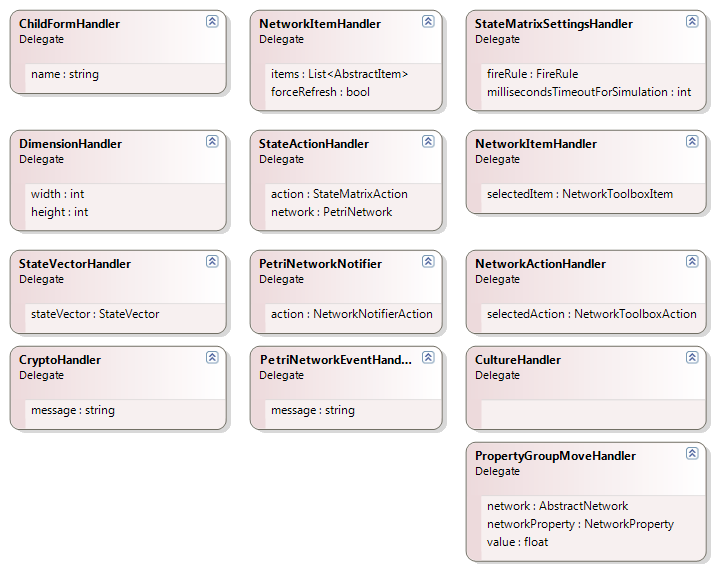 ChildFormHandler
Delegate
name : string
NetworkItemHandler
Delegate
items : List<AbstractItem>
forceRefresh : bool
StateMatrixSettingsHandler
Delegate
fireRule : FireRule
millisecondsTimeoutForSimulation : int
DimensionHandler
Delegate
width : int
height : int
StateActionHandler
Delegate
action : StateMatrixAction
network : PetriNetwork
NetworkItemHandler
Delegate
selectedItem : NetworkToolboxItem
StateVectorHandler
Delegate
stateVector : StateVector
PetriNetworkNotifier
Delegate
action : NetworkNotifierAction
NetworkActionHandler
Delegate
selectedAction : NetworkToolboxAction
CryptoHandler
Delegate
message : string
PetriNetworkEventHand...
Delegate
message : string
CultureHandler
Delegate
PropertyGroupMoveHandler
Delegate
network : AbstractNetwork
networkProperty : NetworkProperty
value : float